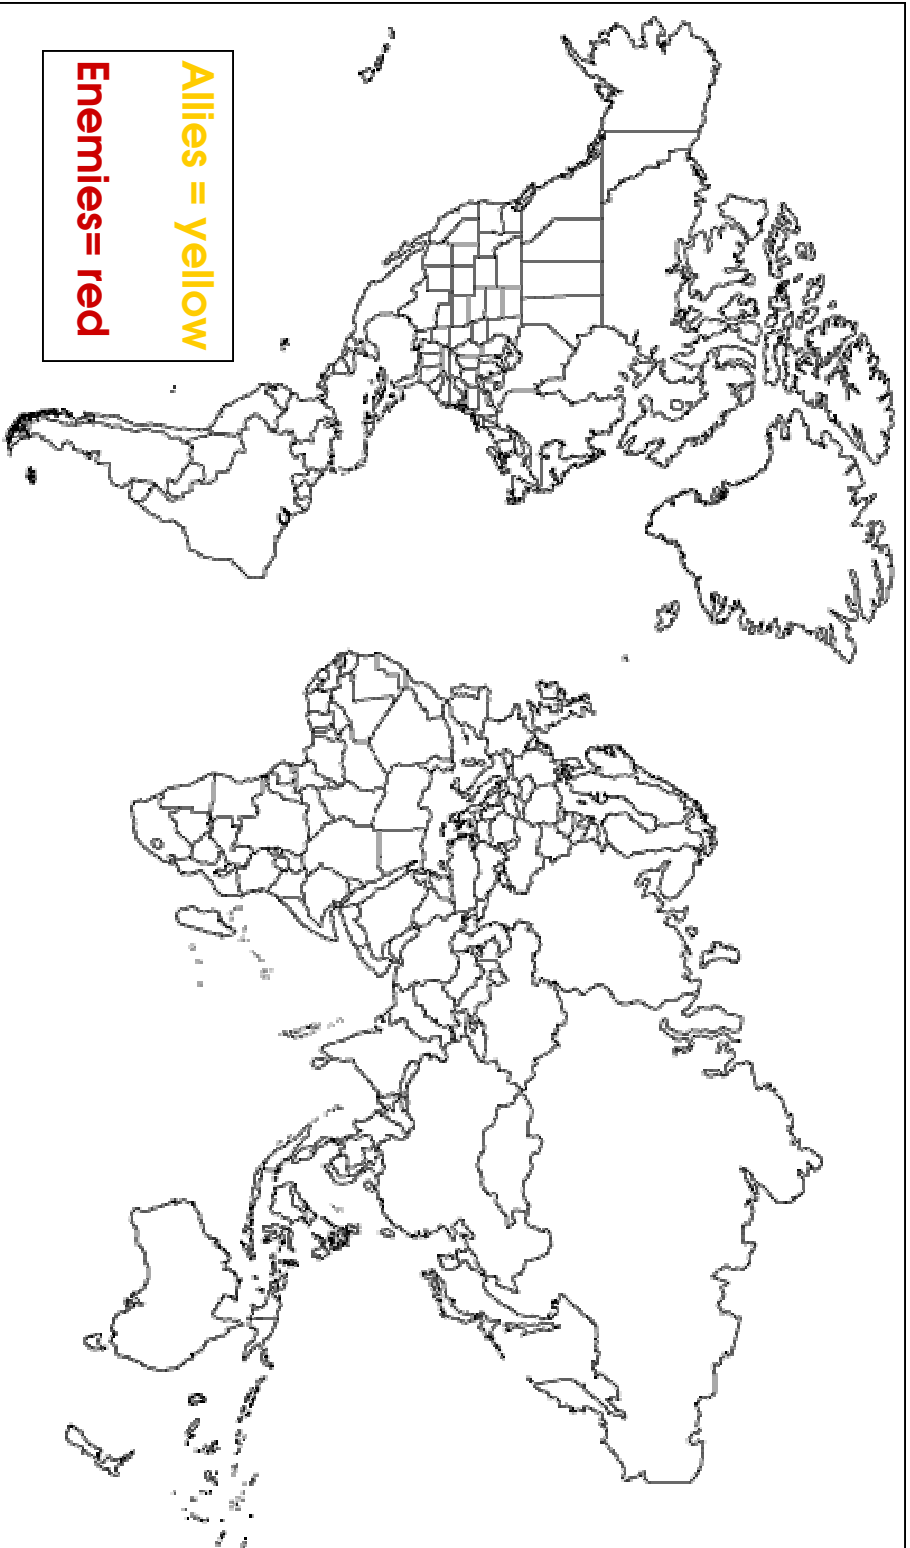 Allies = yellow
Enemies= red